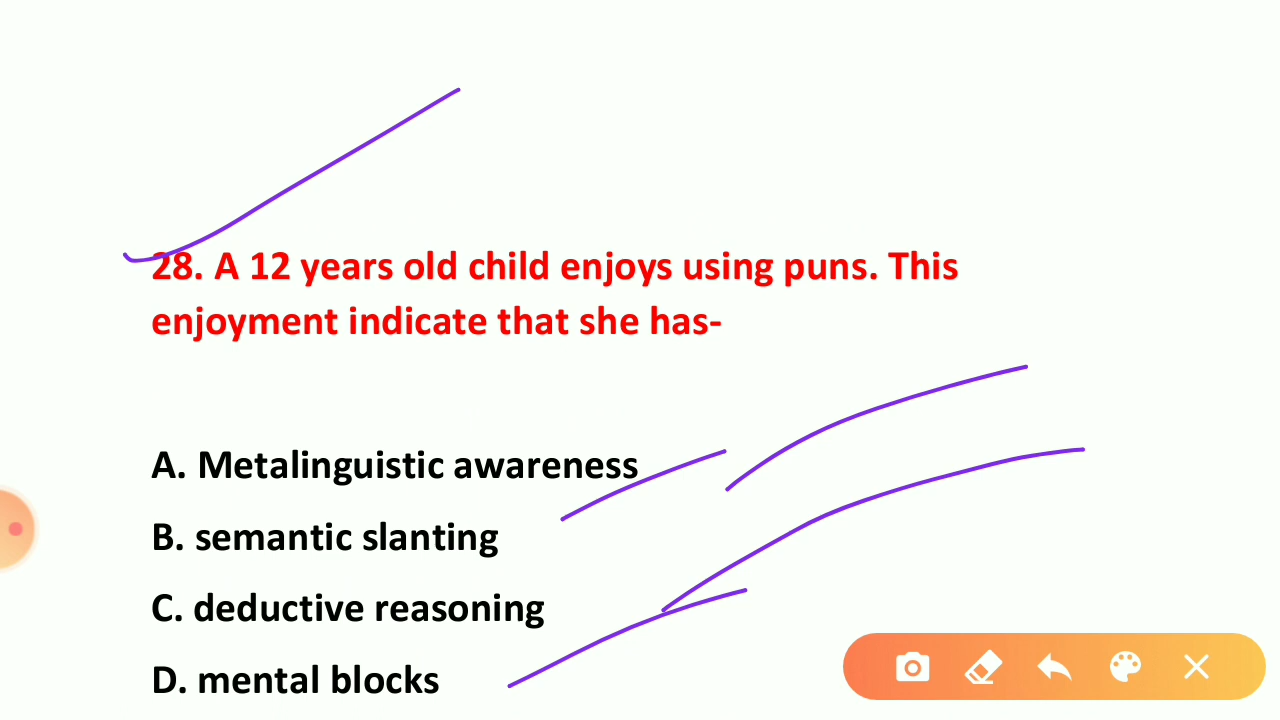 28. A 12 years old child enjoys using puns. This
enjoyment indicate that she has-
A. Metalinguistic awareness
B. semantic slanting
C. deductive reasoning
D. mental blocks